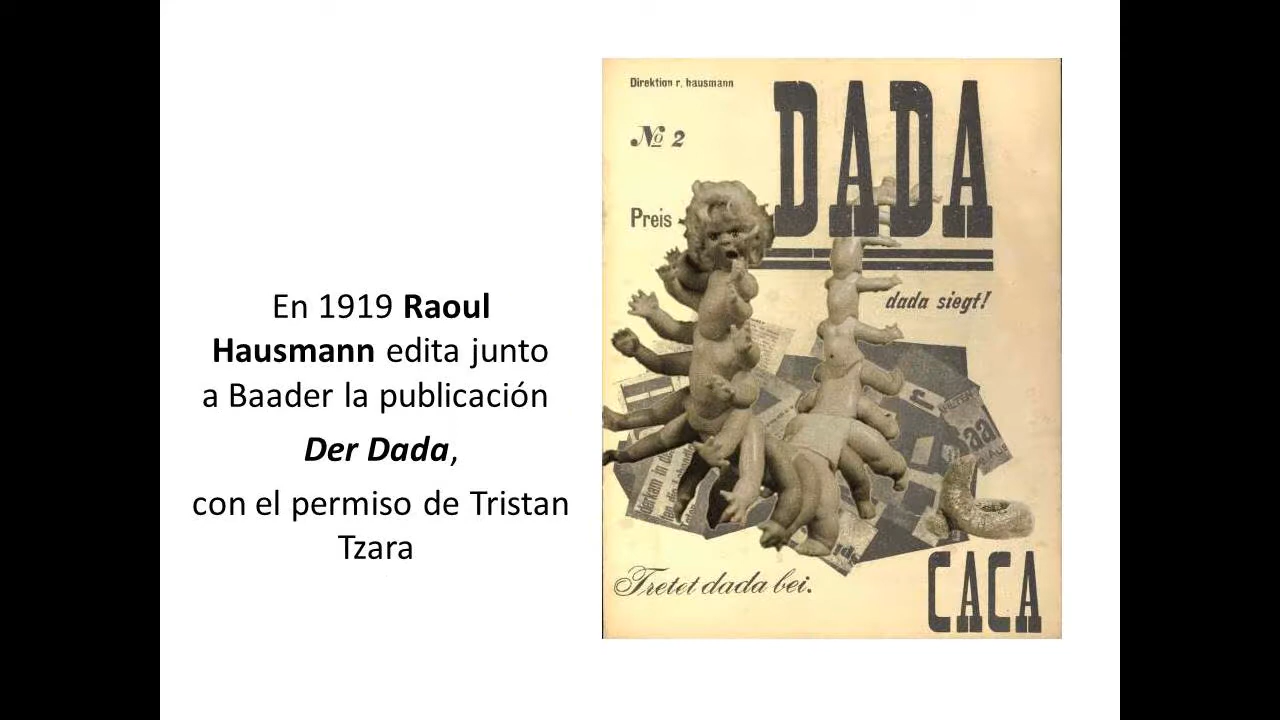 En 1919 Raoul
Hausmann edita junto
a Baader la publicación
Der Dada,
con el permiso de Tristan
Tzara
Direktion r. hausmann
№ 2
Preis
DADA
dada siegt!
Tretet dada bei.
CACA